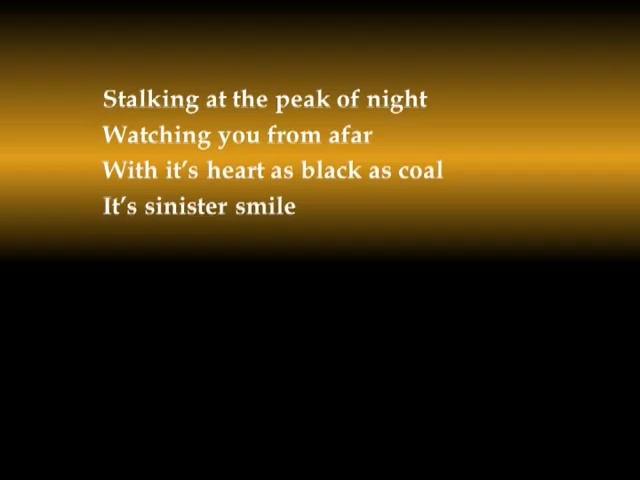 Stalking at the peak of night
Watching you from afar
With it’s heart as black as coal
It’s sinister smile